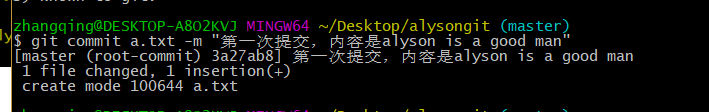 zhangqing@DESKTOP-A8O2KVJ MINGW64 ~/Desktop/alysongit (master)
$ git commit a.txt -m "第一次提交，内容是alyson is a good man"
[master (root-commit) 3a27ab8] 第一次提交，内容是alyson is a good man
1 file changed, 1 insertion(+)
create mode 100644 a.txt